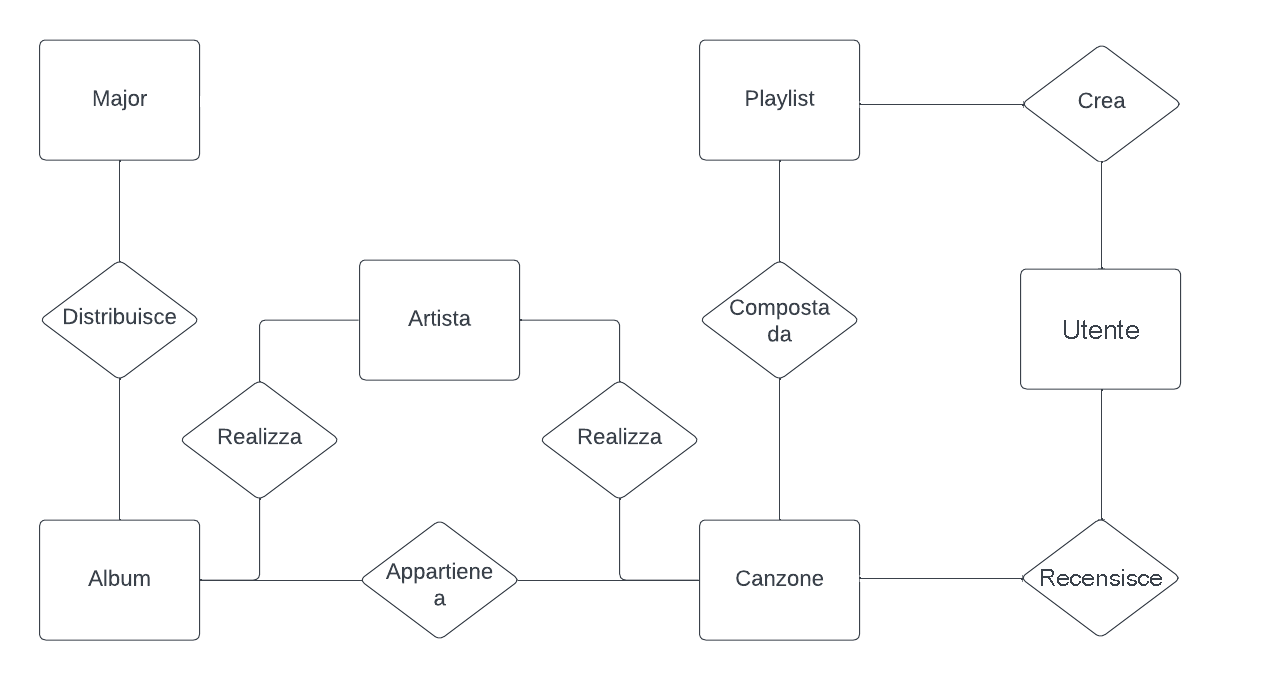 Major
Playlist
Crea
Distribuisce
Artista
Composta
da
Utente
Realizza
Realizza
Album
Appartiene
a
Canzone
Recensisce